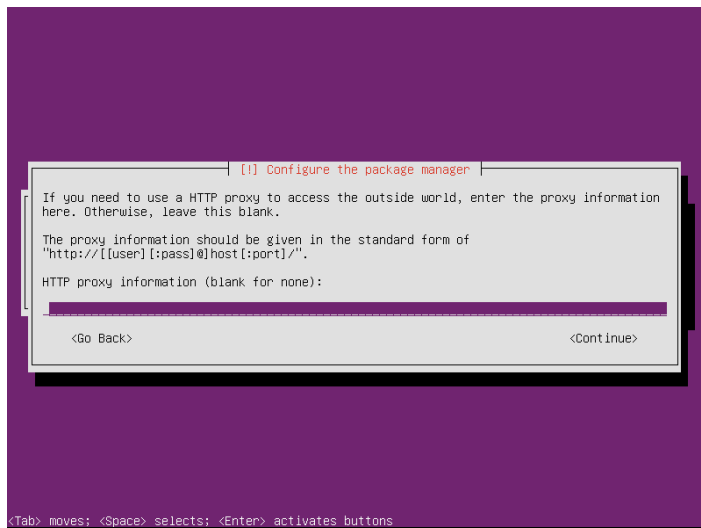 [!] Configure the package manager
If you need to use a HTTP proxy to access the outside world, enter the proxy information
here. Otherwise, leave this blank.
The proxy information should be given in the standard form of
"http://[[user][:pass]@]host[:port]/".
HTTP proxy information (blank for none):
<Go Back> <Continue>
<Tab> moves; <Space> selects; <Enter> activates buttons